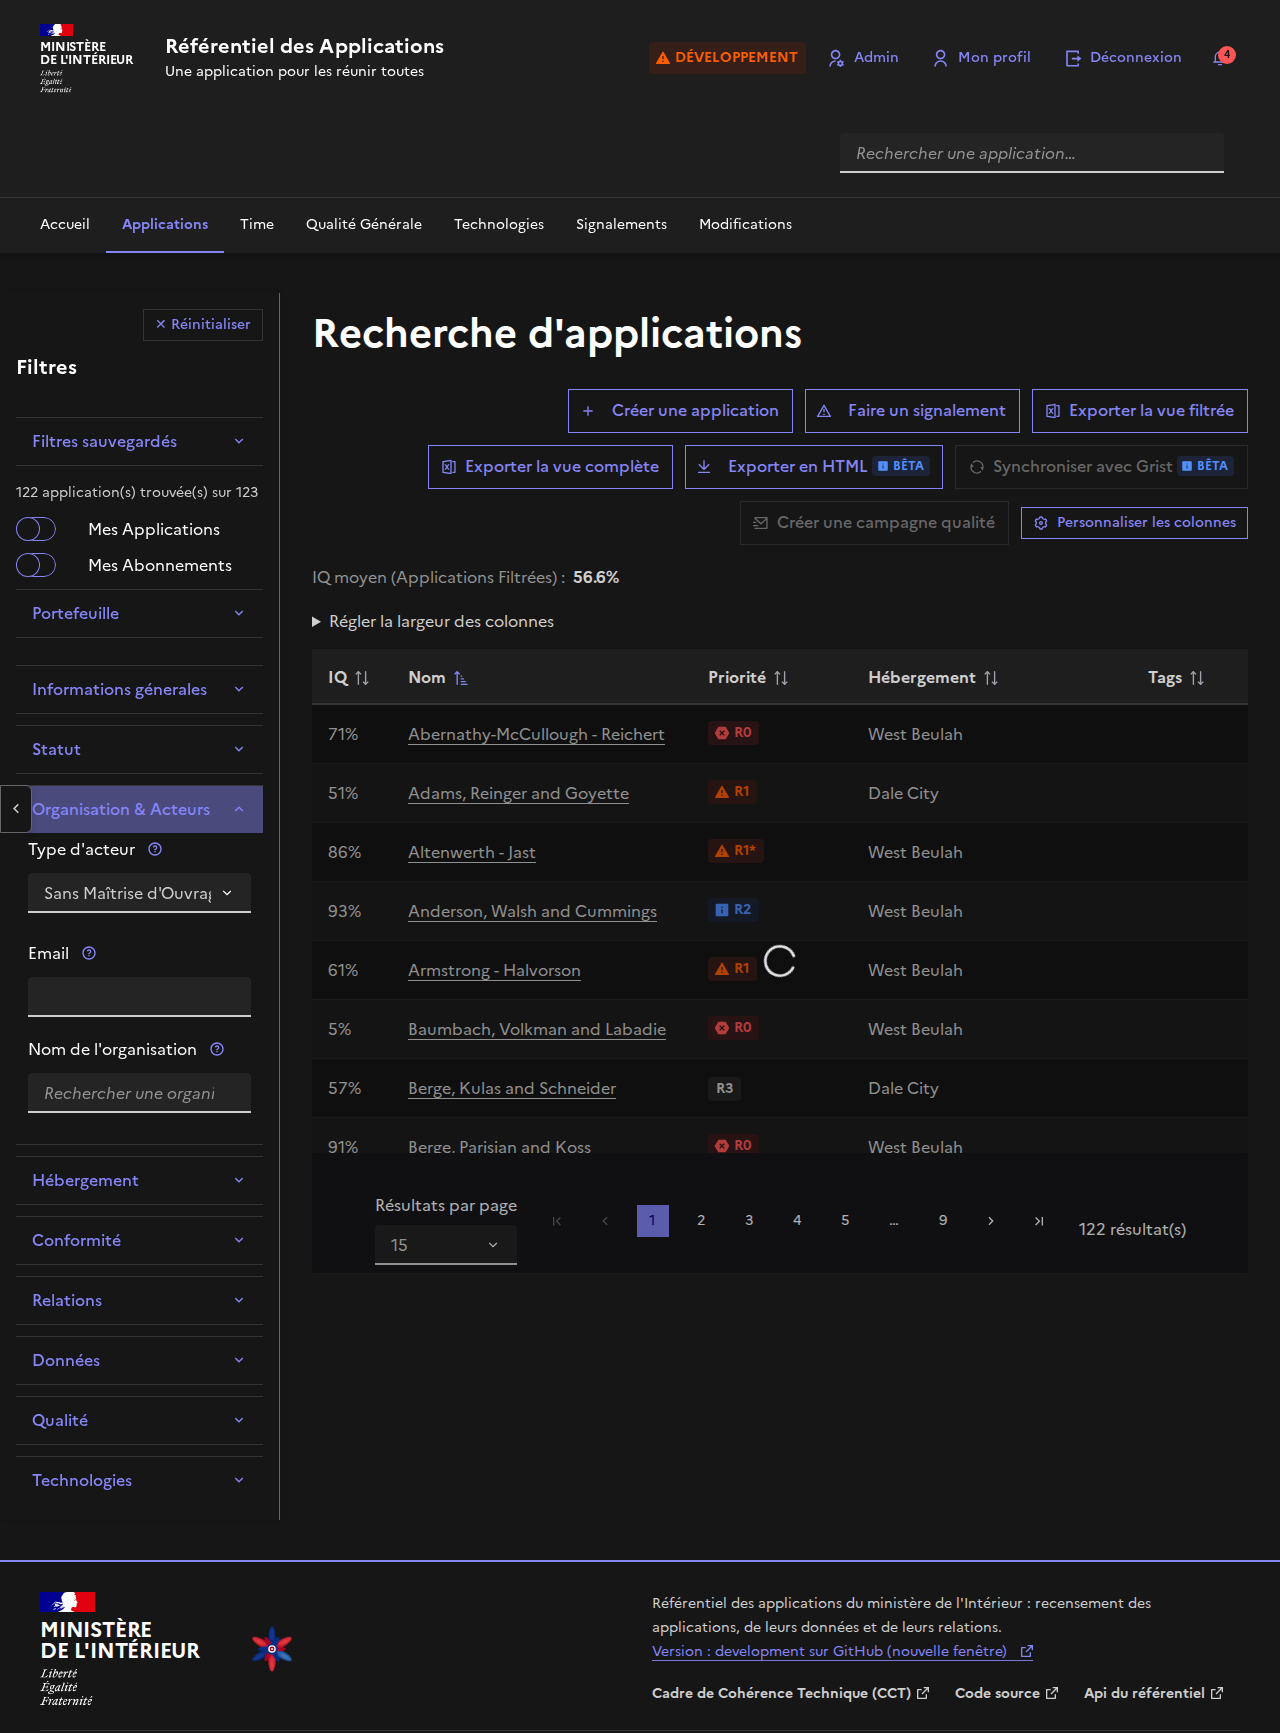 MINISTÈRE
DE L'INTÉRIEUR
Liberté
Égalité
Fraternité
Référentiel des Applications
Une application pour les réunir toutes
DÉVELOPPEMENT
Admin
Mon profil
Déconnexion
4
Rechercher une application...
Accueil
Applications
Time
Qualité Générale
Technologies
Signalements
Modifications
Réinitialiser
Filtres
Filtres sauvegardés
122 application(s) trouvée(s) sur 123
Mes Applications
Mes Abonnements
Portefeuille
Informations génerales
Statut
Organisation & Acteurs
Type d'acteur
Sans Maîtrise d'Ouvrag
Email
Nom de l'organisation
Rechercher une organi
Hébergement
Conformité
Relations
Données
Qualité
Technologies
Recherche d'applications
Créer une application
Faire un signalement
Exporter la vue filtrée
Exporter la vue complète
Exporter en HTML BÊTA
Synchroniser avec Grist BÊTA
Créer une campagne qualité
Personnaliser les colonnes
IQ moyen (Applications Filtrées) : 56.6%
Régler la largeur des colonnes
IQ Nom Priorité Hébergement Tags
71% Abernathy-McCullough - Reichert R0 West Beulah
51% Adams, Reinger and Goyette R1 Dale City
86% Altenwerth - Jast R1* West Beulah
93% Anderson, Walsh and Cummings R2 West Beulah
61% Armstrong - Halvorson R1 West Beulah
5% Baumbach, Volkman and Labadie R0 West Beulah
57% Berge, Kulas and Schneider R3 Dale City
91% Berge, Parisian and Koss R0 West Beulah
Résultats par page
15
1 2 3 4 5 … 9
122 résultat(s)
MINISTÈRE
DE L'INTÉRIEUR
Liberté
Égalité
Fraternité
Référentiel des applications du ministère de l'Intérieur : recensement des
applications, de leurs données et de leurs relations.
Version : development sur GitHub (nouvelle fenêtre)
Cadre de Cohérence Technique (CCT)
Code source
Api du référentiel